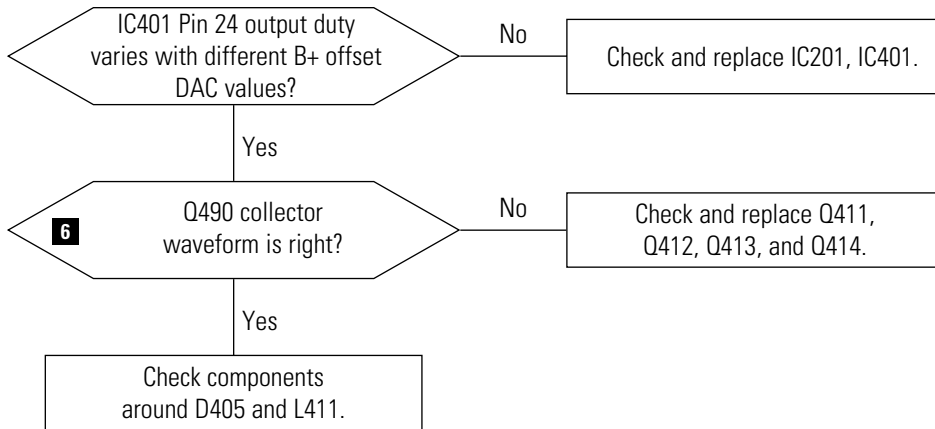 IC401 Pin 24 output duty
varies with different B+ offset
DAC values?
No
Check and replace IC201, IC401.
Yes
6
Q490 collector
waveform is right?
No
Check and replace Q411,
Q412, Q413, and Q414.
Yes
Check components
around D405 and L411.